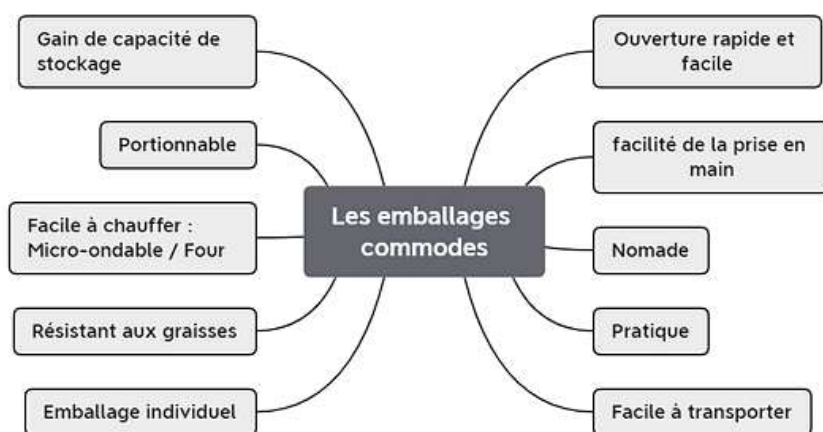 Gain de capacité de
stockage
Portionnable
Facile à chauffer :
Micro-ondable / Four
Résistant aux graisses
Emballage individuel
Les emballages
commodes
Ouverture rapide et
facile
facilité de la prise en
main
Nomade
Pratique
Facile à transporter